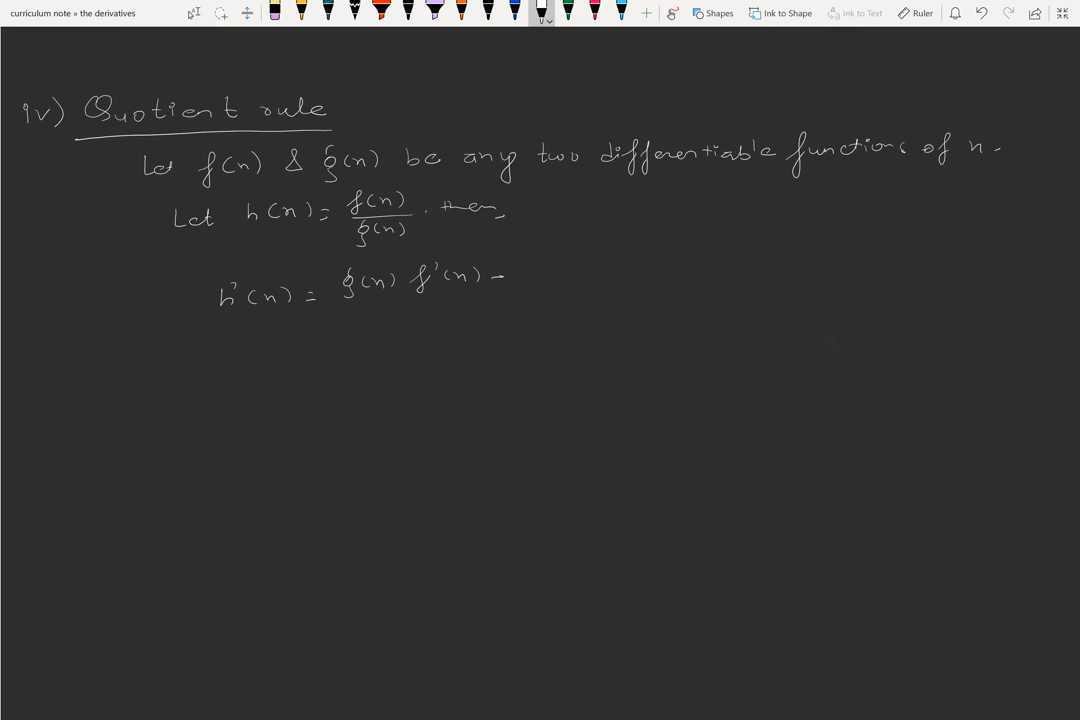 curriculum note » the derivatives Shapes Ink to Shape Ink to Text Ruler
iv) Quotient rule
Let f(n) & g(n) be any two differentiable functions of n.
Let h(n) = f(n)/g(n). then,
h'(n) = g(n) f'(n) -